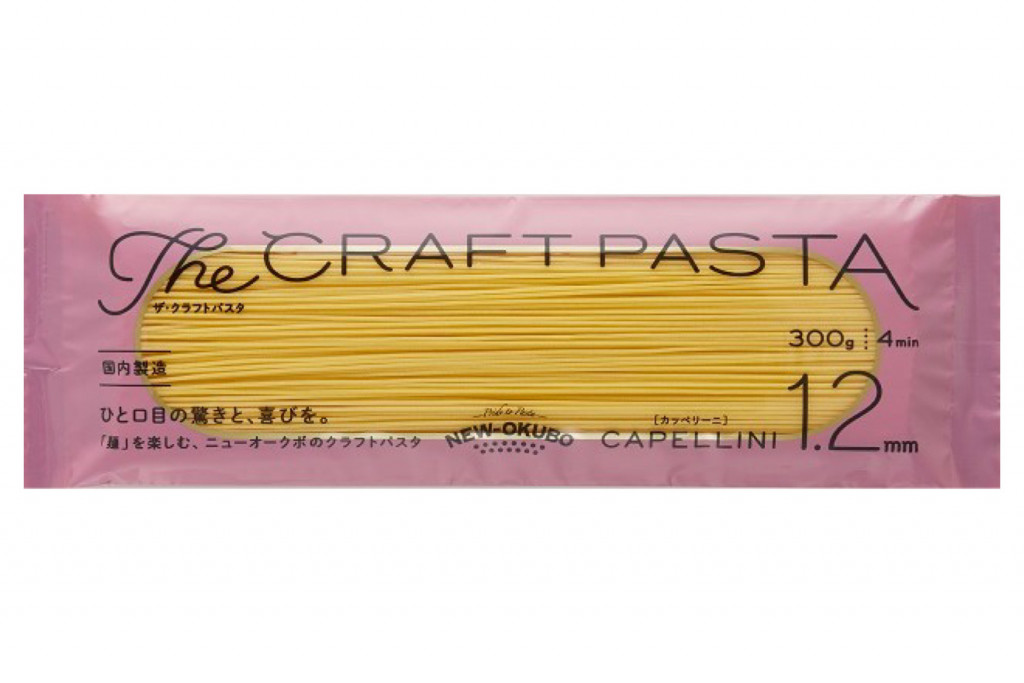 The CRAFT PASTA
ザ・クラフトパスタ
300g 4min
国内製造
1.2mm
ひと口目の驚きと、喜びを。
「麺」を楽しむ、ニューオークボのクラフトパスタ
Pride to Pasta
NEW-OKUBO
[カッペリーニ]
CAPELLINI